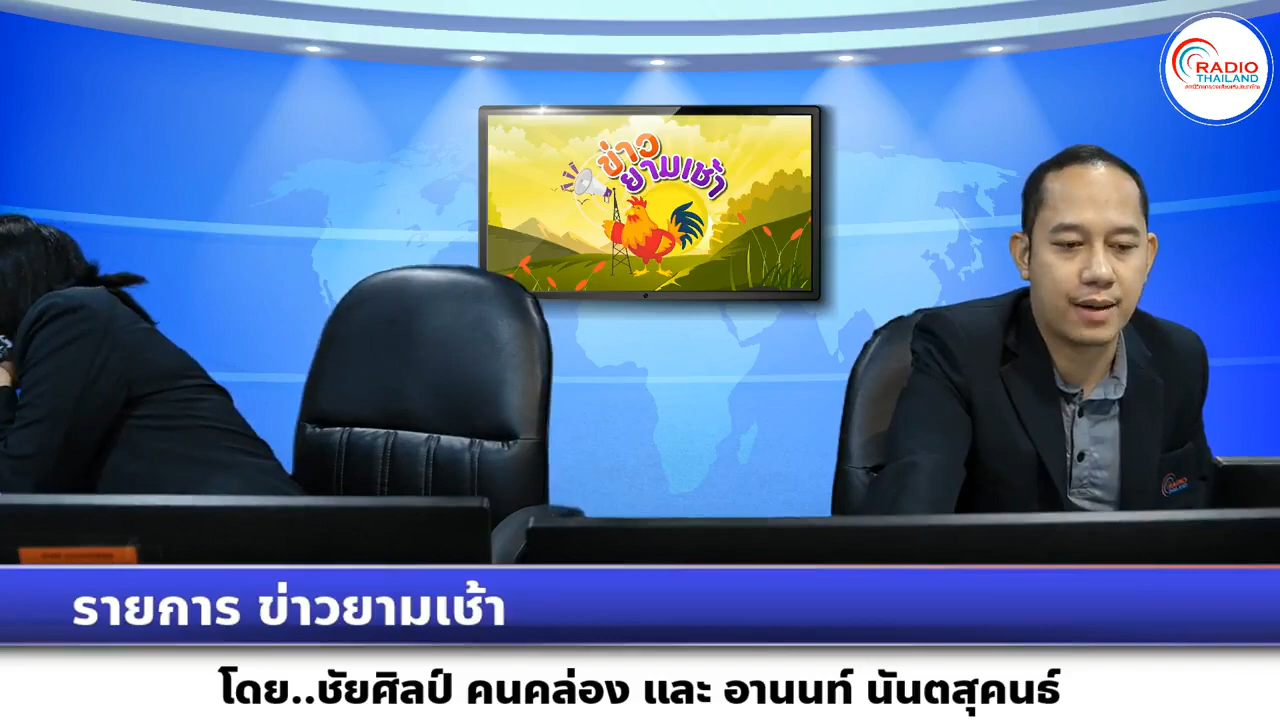 RADIO
THAILAND
ข่าว
ยามเช้า
RADIO
THAILAND
รายการ ข่าวยามเช้า
โดย..ชัยศิลป์ คนคล่อง และ อานนท์ นันตสุคนธ์